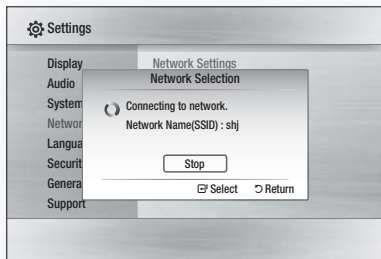 Settings
Display
Network Settings
Audio
Network Selection
System
Connecting to network.
Networ
Network Name(SSID) : shj
Langua
Securit
Stop
Genera
Select
Return
Support